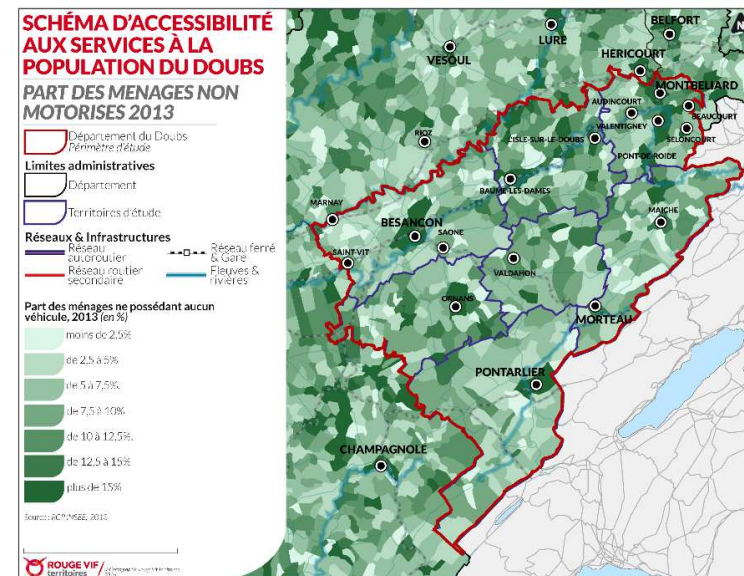 SCHÉMA D'ACCESSIBILITÉ
AUX SERVICES À LA
POPULATION DU DOUBS
PART DES MENAGES NON
MOTORISES 2013
Département du Doubs
Périmètre d'étude
Limites administratives
Département
Territoires d'étude
Réseaux & Infrastructures
Réseau
autoroutier
Réseau ferré
& Gare
Réseau routier
secondaire
Fleuves &
rivières
Part des ménages ne possédant aucun
véhicule, 2013 (en %)
moins de 2,5%
de 2,5 à 5%
de 5 à 7,5%
de 7,5 à 10%
de 10 à 12,5%
de 12,5 à 15%
plus de 15%
Source: RGP INSEE, 2013
ROUGE VIF
territoires
BELFORT
LURE
VESOUL
HÉRICOURT
MONTBELIARD
AUDINCOURT
BEAUCOURT
VALENTIGNEY
SELONCOURT
RIOZ
L'ISLE-SUR-LE-DOUBS
PONT-DE-ROIDE
BAUME-LES-DAMES
MARNAY
MAICHE
BESANCON
SAONE
SAINT-VIT
VALDAHON
ORNANS
MORTEAU
PONTARLIER
CHAMPAGNOLE
N